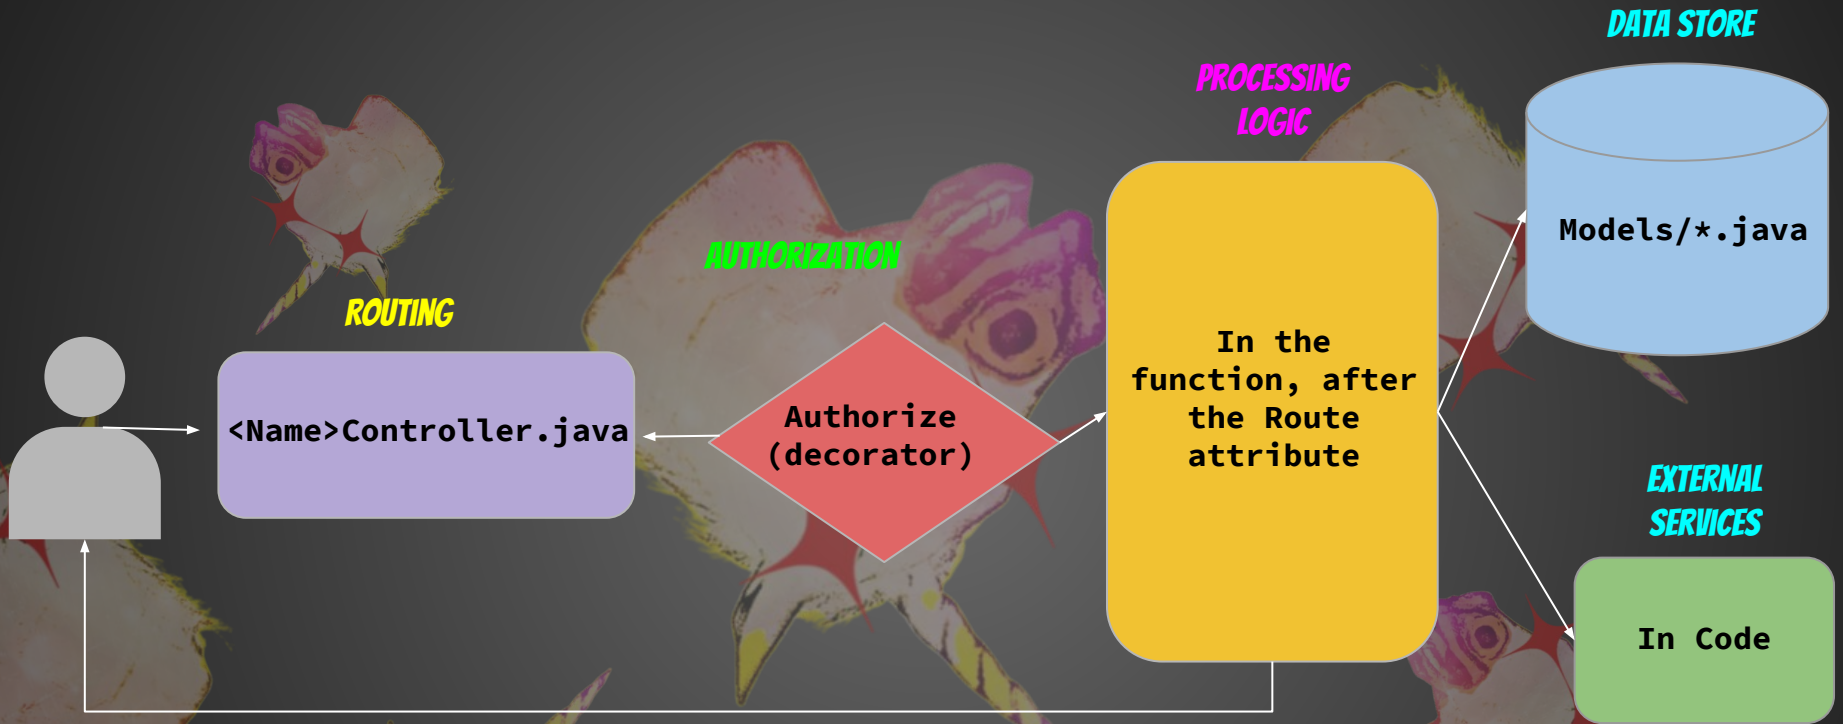 ROUTING
<Name>Controller.java
AUTHORIZATION
Authorize
(decorator)
PROCESSING
LOGIC
In the
function, after
the Route
attribute
DATA STORE
Models/*.java
EXTERNAL
SERVICES
In Code